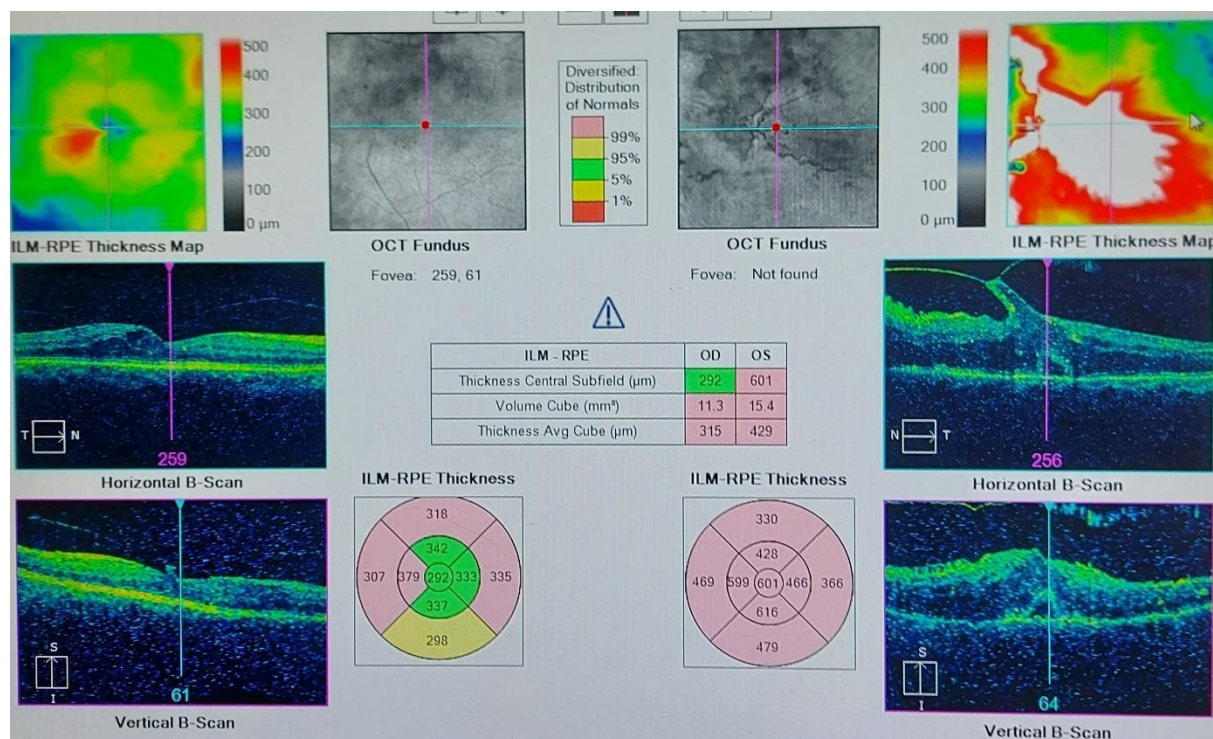 500
400
300
200
100
0 µm
ILM-RPE Thickness Map
OCT Fundus
Fovea: 259, 61
Diversified:
Distribution
of Normals
99%
95%
5%
1%
OCT Fundus
Fovea: Not found
500
400
300
200
100
0 µm
ILM-RPE Thickness Map
T N
259
Horizontal B-Scan
ILM - RPE OD OS
Thickness Central Subfield (µm) 292 601
Volume Cube (mm³) 11.3 15.4
Thickness Avg Cube (µm) 315 429
N T
256
Horizontal B-Scan
S
I
61
Vertical B-Scan
ILM-RPE Thickness
318
342
307 379 292 333 335
337
298
ILM-RPE Thickness
330
428
469 599 601 466 366
616
479
S
I
64
Vertical B-Scan